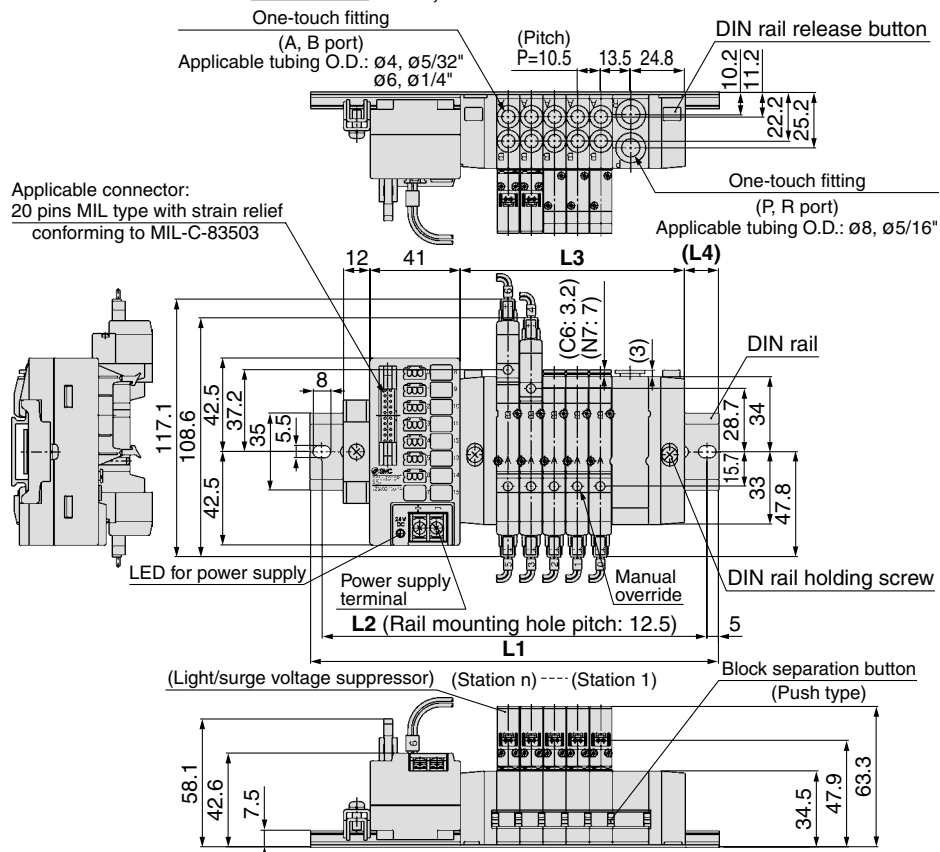 One-touch fitting
(A, B port)
Applicable tubing O.D.: ø4, ø5/32"
ø6, ø1/4"
(Pitch)
P=10.5
13.5
24.8
DIN rail release button
10.2
11.2
22.2
25.2
One-touch fitting
(P, R port)
Applicable tubing O.D.: ø8, ø5/16"
Applicable connector:
20 pins MIL type with strain relief
conforming to MIL-C-83503
12
41
L3
(L4)
(C6: 3.2)
(N7: 7)
(3)
DIN rail
117.1
108.6
42.5
37.2
42.5
35
8
5.5
28.7
34
15.7
33
47.8
SMC
24V
DC
LED for power supply
Power supply
terminal
Manual
override
DIN rail holding screw
L2 (Rail mounting hole pitch: 12.5)
5
L1
(Light/surge voltage suppressor)
(Station n) ---- (Station 1)
Block separation button
(Push type)
58.1
42.6
7.5
34.5
47.9
63.3